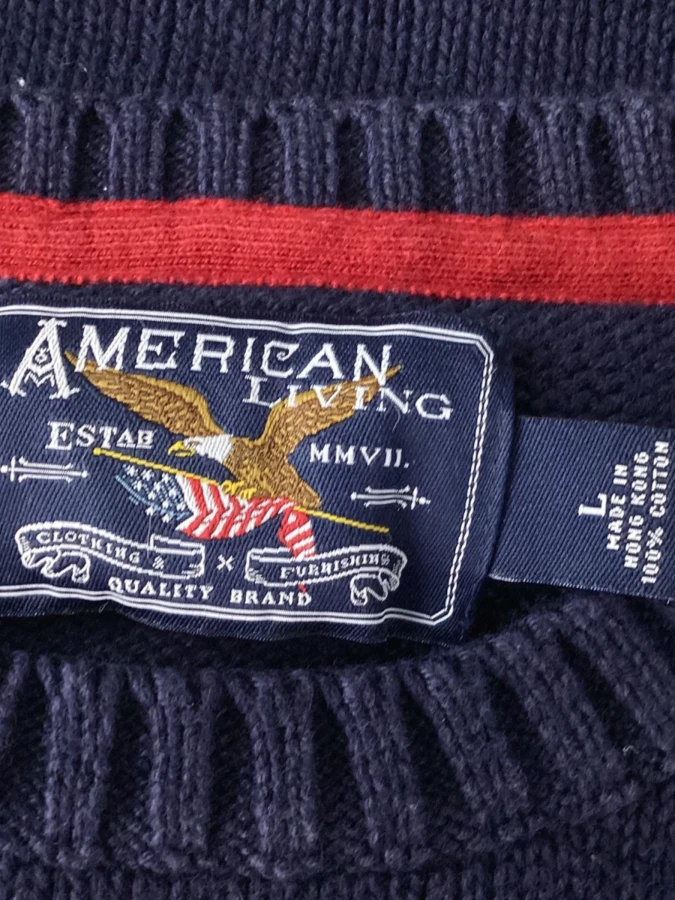 AMERICAN
LIVING
ESTAB MMVII.
CLOTHING & x FURNISHINGS
QUALITY BRAND
L
MADE IN
HONG KONG
100% COTTON